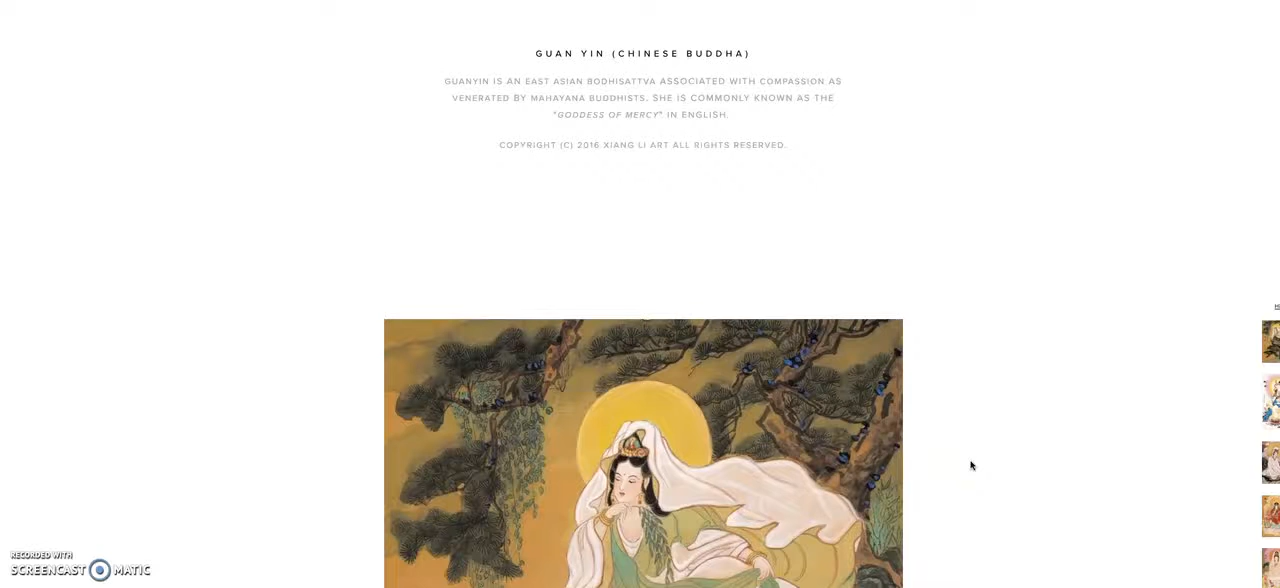 GUAN YIN (CHINESE BUDDHA)
GUANYIN IS AN EAST ASIAN BODHISATTVA ASSOCIATED WITH COMPASSION AS
VENERATED BY MAHAYANA BUDDHISTS. SHE IS COMMONLY KNOWN AS THE
"GODDESS OF MERCY" IN ENGLISH.
COPYRIGHT (C) 2016 XIANG LI ART ALL RIGHTS RESERVED.
RECORDED WITH
SCREENCAST MATIC